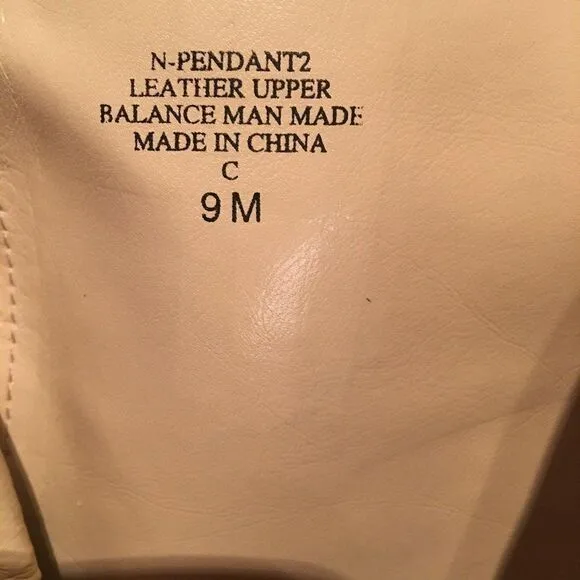 N-PENDANT2
LEATHER UPPER
BALANCE MAN MADE
MADE IN CHINA
C
9 M